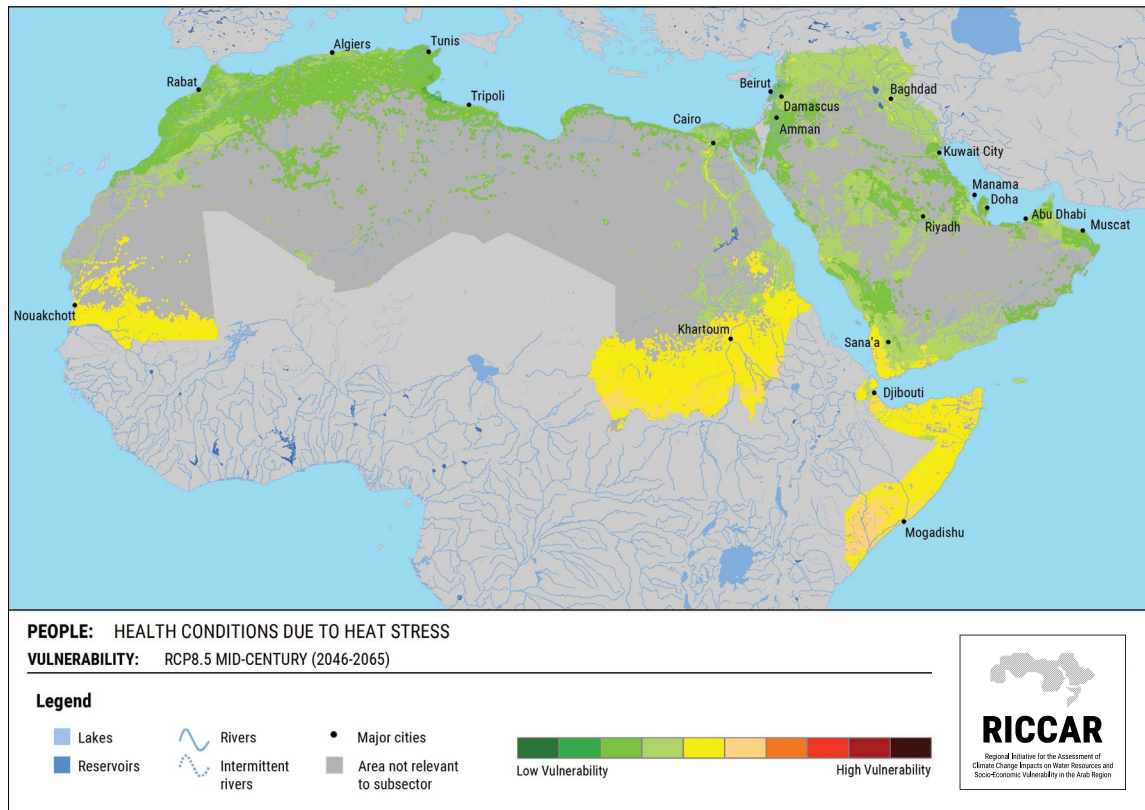 Algiers
Tunis
Rabat
Tripoli
Beirut
Baghdad
Damascus
Cairo
Amman
Kuwait City
Manama
Doha
Abu Dhabi
Muscat
Riyadh
Nouakchott
Khartoum
Sana'a
Djibouti
Mogadishu
PEOPLE: HEALTH CONDITIONS DUE TO HEAT STRESS
VULNERABILITY: RCP8.5 MID-CENTURY (2046-2065)
Legend
Lakes
Reservoirs
Rivers
Intermittent
rivers
Major cities
Area not relevant
to subsector
Low Vulnerability
High Vulnerability
RICCAR
Regional Initiative for the Assessment of
Climate Change Impacts on Water Resources and
Socio-Economic Vulnerability in the Arab Region